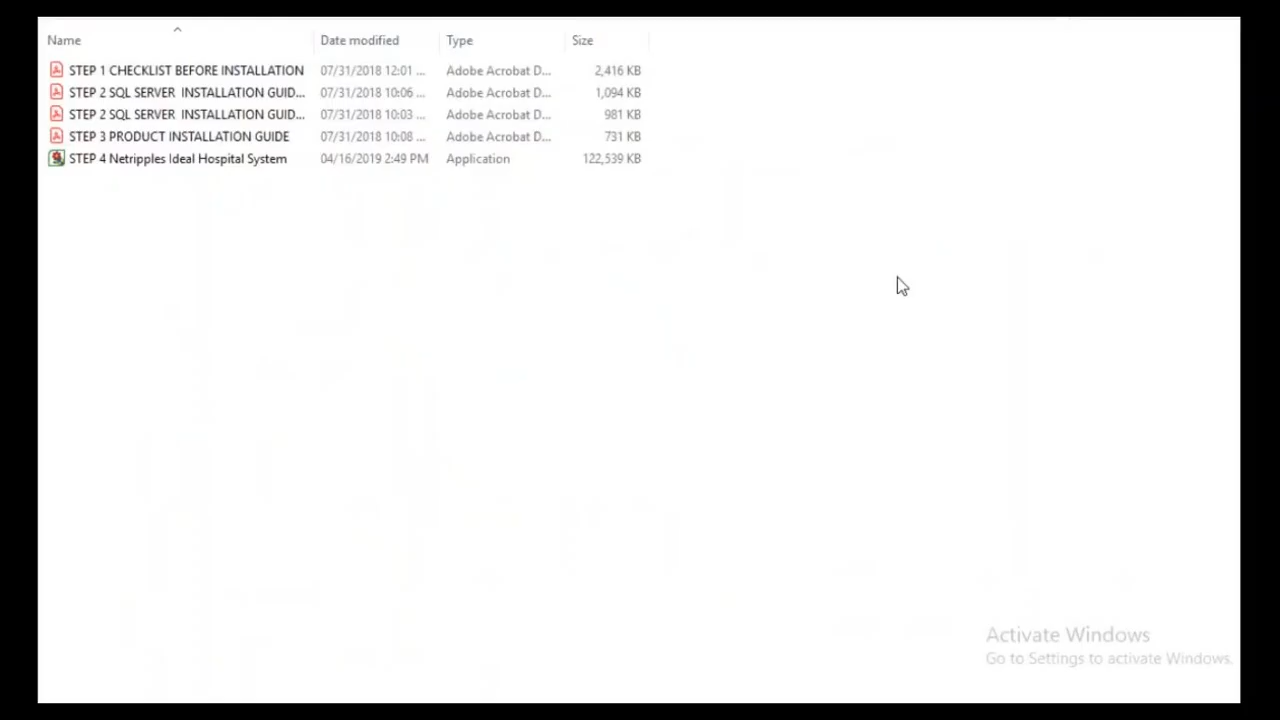 Name Date modified Type Size
STEP 1 CHECKLIST BEFORE INSTALLATION 07/31/2018 12:01 ... Adobe Acrobat D... 2,416 KB
STEP 2 SQL SERVER  INSTALLATION GUID... 07/31/2018 10:06 ... Adobe Acrobat D... 1,094 KB
STEP 2 SQL SERVER  INSTALLATION GUID... 07/31/2018 10:03 ... Adobe Acrobat D... 981 KB
STEP 3 PRODUCT INSTALLATION GUIDE 07/31/2018 10:08 ... Adobe Acrobat D... 731 KB
STEP 4 Netripples Ideal Hospital System 04/16/2019 2:49 PM Application 122,539 KB
Activate Windows
Go to Settings to activate Windows.